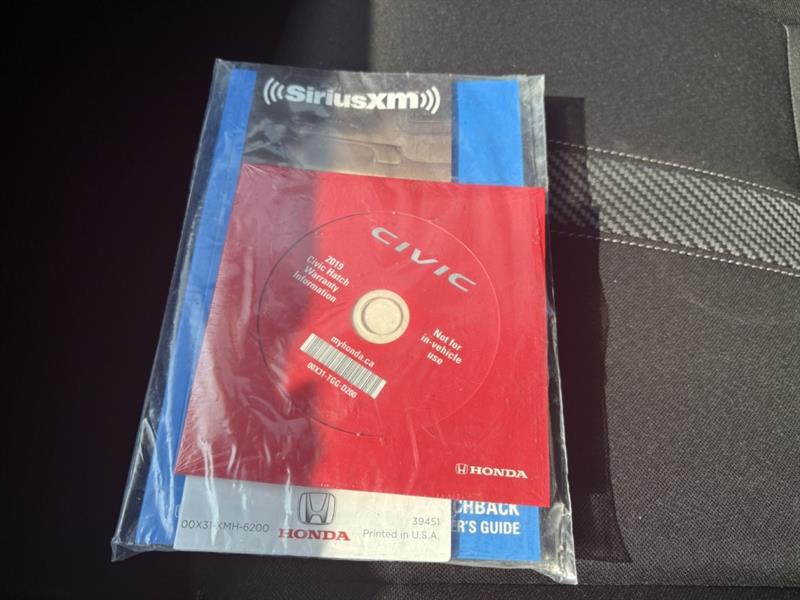 SiriusXM
CIVIC
2019
Civic Hatch
Warranty
Information
Not for
in-vehicle
use
myhonda.ca
00X31-TGG-D200
HONDA
CHBACK
ER'S GUIDE
00X31-XMH-6200
HONDA
39451
Printed in U.S.A.